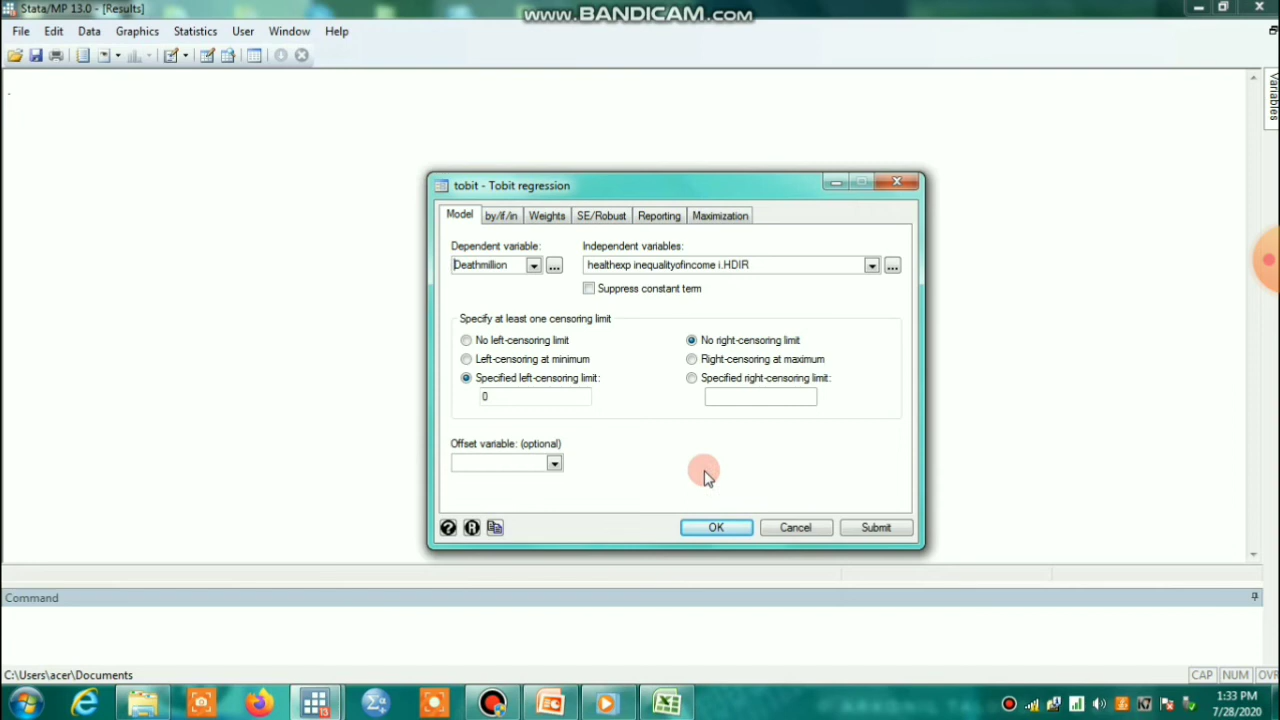 Stata/MP 13.0 - [Results]
www.BANDICAM.com
File Edit Data Graphics Statistics User Window Help
Variables
.
tobit - Tobit regression
Model by/if/in Weights SE/Robust Reporting Maximization
Dependent variable: Independent variables:
Deathmillion ... healthexp inequalityofincome i.HDIR ...
Suppress constant term
Specify at least one censoring limit
No left-censoring limit No right-censoring limit
Left-censoring at minimum Right-censoring at maximum
Specified left-censoring limit: Specified right-censoring limit:
0
Offset variable: (optional)
? R OK Cancel Submit
Command
C:\Users\acer\Documents CAP NUM OVR
13
1:33 PM
7/28/2020